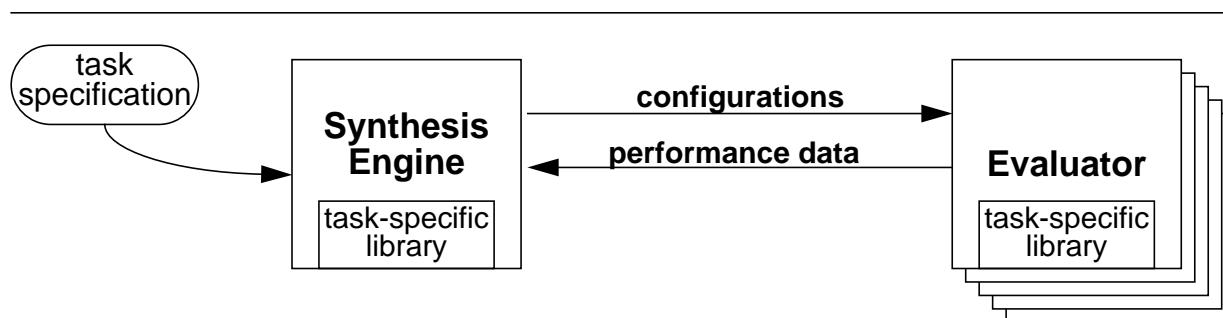 task
specification
Synthesis
Engine
task-specific
library
configurations
performance data
Evaluator
task-specific
library